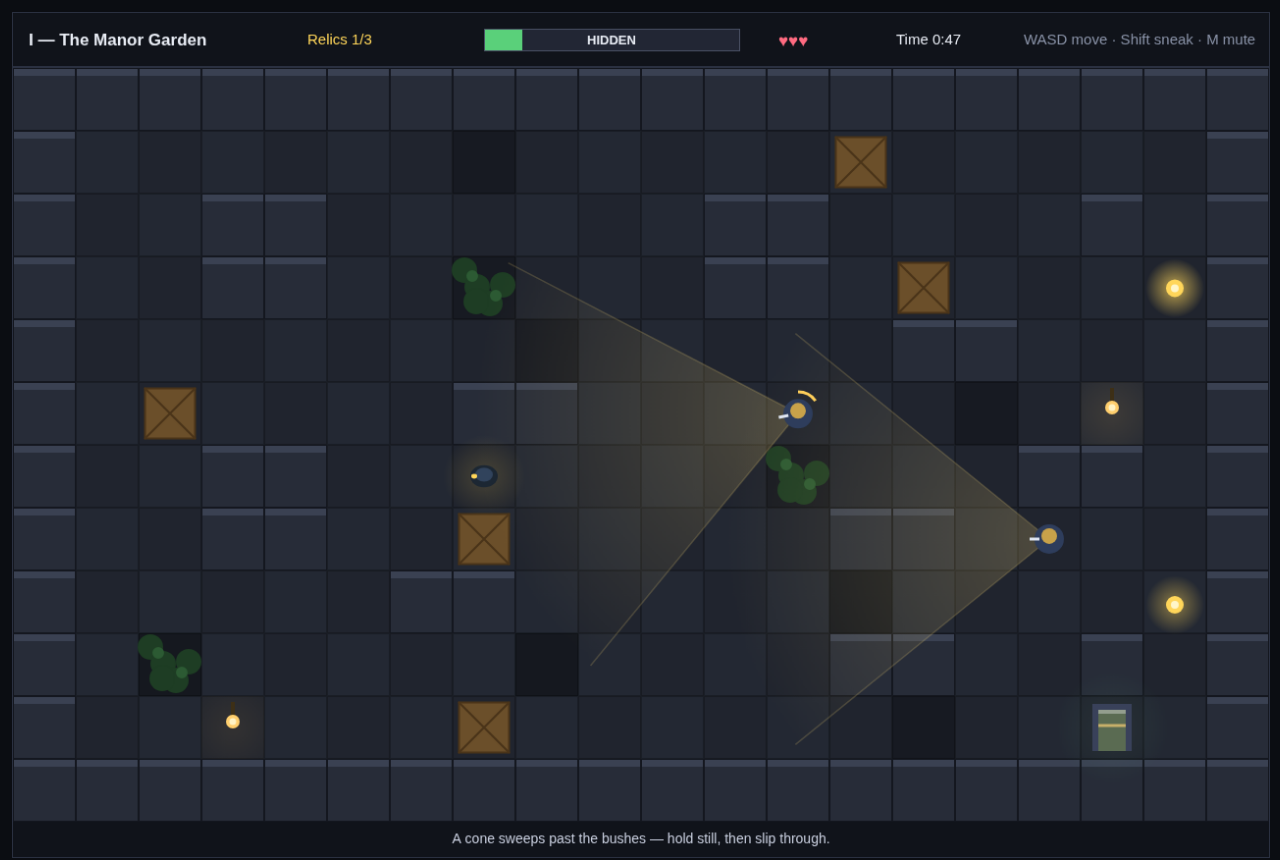 I — The Manor Garden
Relics 1/3
HIDDEN
♥♥♥
Time 0:47
WASD move · Shift sneak · M mute
A cone sweeps past the bushes — hold still, then slip through.